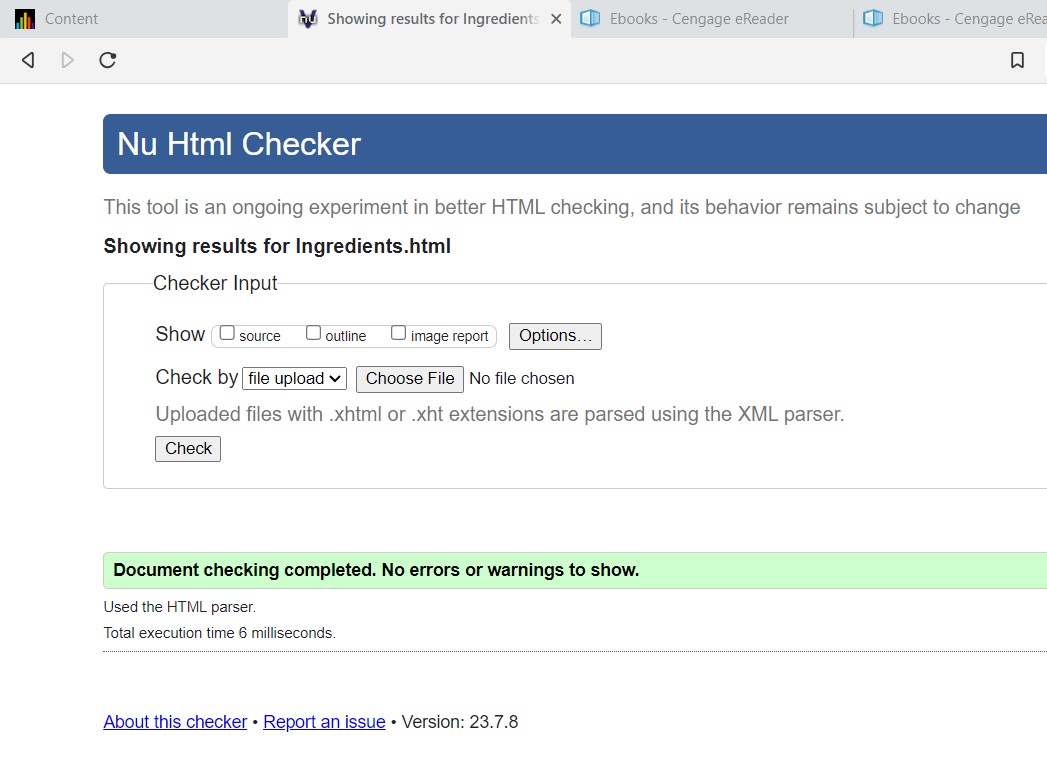 Content
Showing results for Ingredients
Ebooks - Cengage eReader
Ebooks - Cengage eRea
Nu Html Checker
This tool is an ongoing experiment in better HTML checking, and its behavior remains subject to change
Showing results for Ingredients.html
Checker Input
Show source outline image report Options...
Check by file upload Choose File No file chosen
Uploaded files with .xhtml or .xht extensions are parsed using the XML parser.
Check
Document checking completed. No errors or warnings to show.
Used the HTML parser.
Total execution time 6 milliseconds.
About this checker • Report an issue • Version: 23.7.8